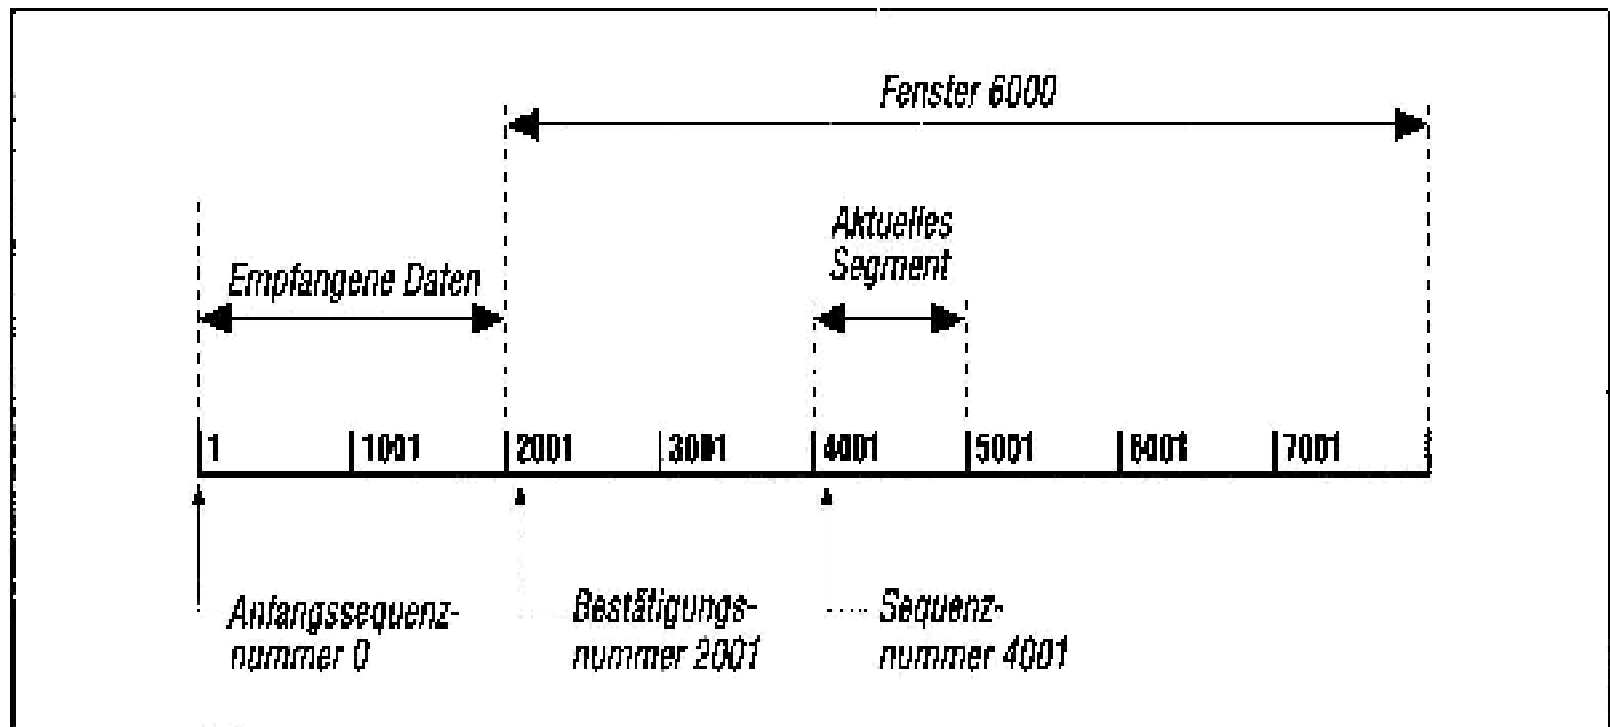 Fenster 6000
Aktuelles
Segment
Empfangene Daten
1 1001 2001 3001 4001 5001 6001 7001
Anfangssequenz-
nummer 0
Bestätigungs-
nummer 2001
Sequenz-
nummer 4001